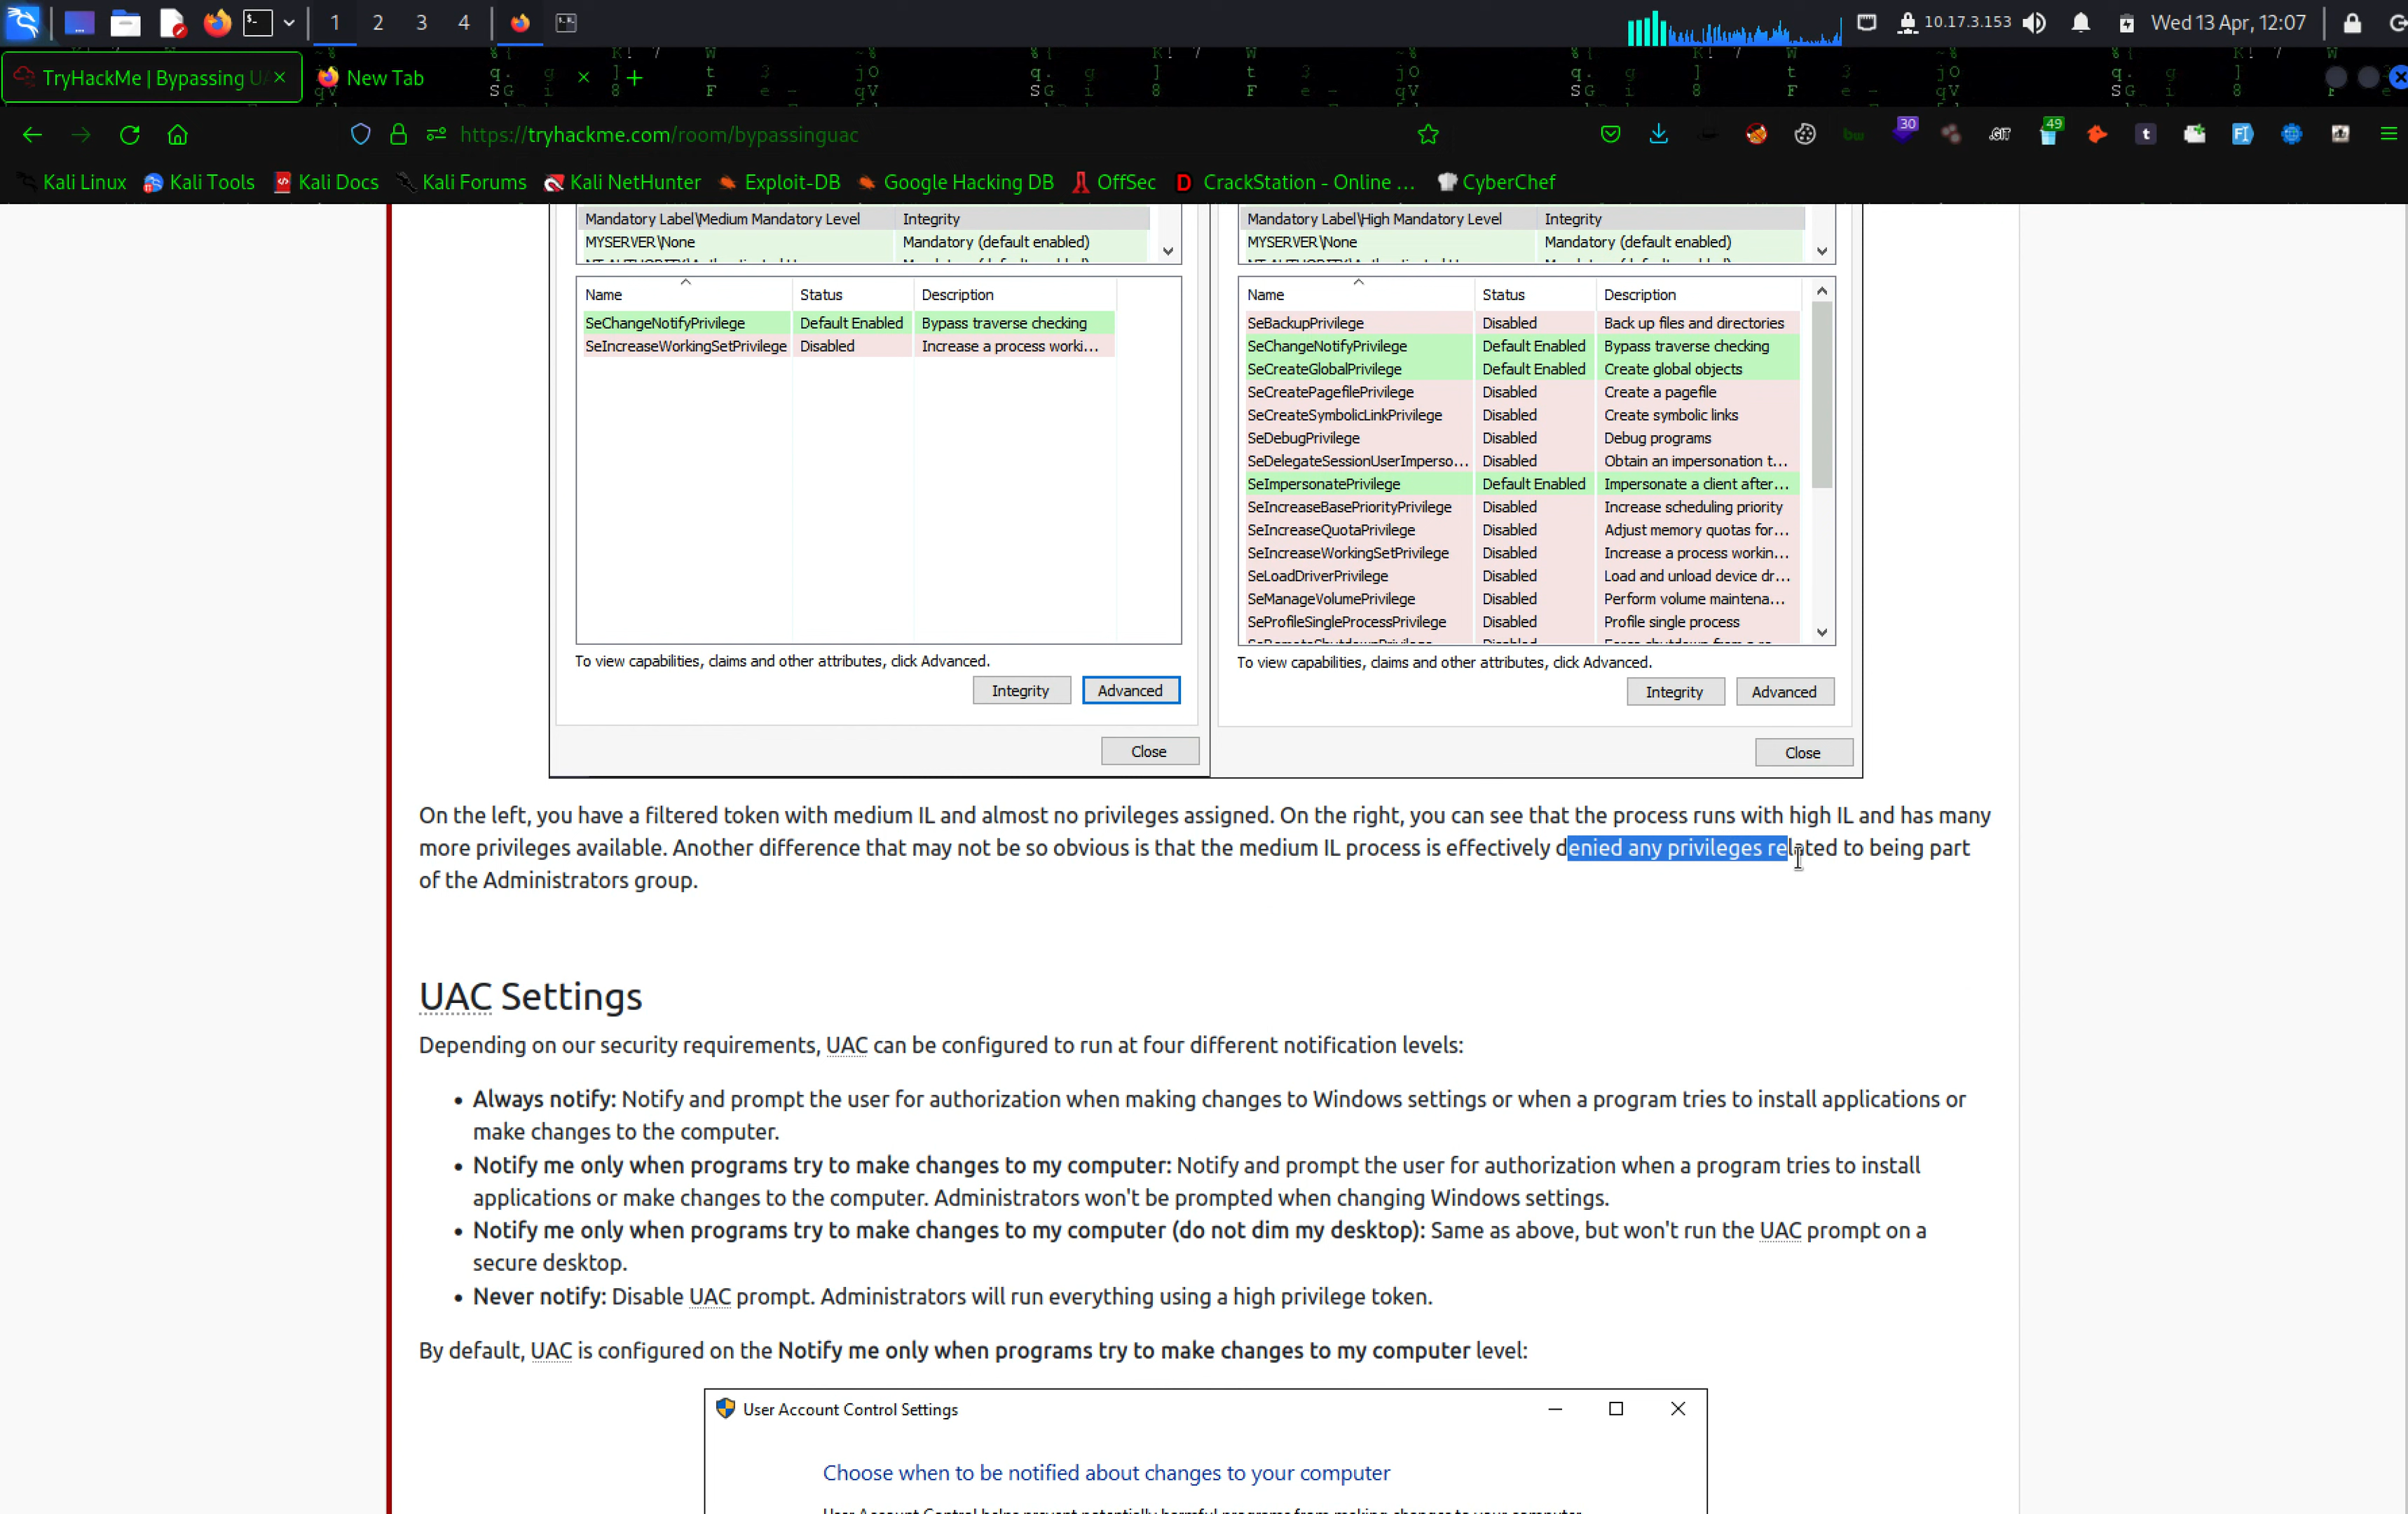 1 2 3 4 10.17.3.153 Wed 13 Apr, 12:07
TryHackMe | Bypassing UA × New Tab × +
https://tryhackme.com/room/bypassinguac 30 .GIT 49 t
Kali Linux Kali Tools Kali Docs Kali Forums Kali NetHunter Exploit-DB Google Hacking DB OffSec CrackStation - Online ... CyberChef
Mandatory Label\Medium Mandatory Level Integrity
MYSERVER\None Mandatory (default enabled)
Name Status Description
SeChangeNotifyPrivilege Default Enabled Bypass traverse checking
SeIncreaseWorkingSetPrivilege Disabled Increase a process worki...
To view capabilities, claims and other attributes, click Advanced.
Integrity Advanced
Close
Mandatory Label\High Mandatory Level Integrity
MYSERVER\None Mandatory (default enabled)
Name Status Description
SeBackupPrivilege Disabled Back up files and directories
SeChangeNotifyPrivilege Default Enabled Bypass traverse checking
SeCreateGlobalPrivilege Default Enabled Create global objects
SeCreatePagefilePrivilege Disabled Create a pagefile
SeCreateSymbolicLinkPrivilege Disabled Create symbolic links
SeDebugPrivilege Disabled Debug programs
SeDelegateSessionUserImperso... Disabled Obtain an impersonation t...
SeImpersonatePrivilege Default Enabled Impersonate a client after...
SeIncreaseBasePriorityPrivilege Disabled Increase scheduling priority
SeIncreaseQuotaPrivilege Disabled Adjust memory quotas for...
SeIncreaseWorkingSetPrivilege Disabled Increase a process workin...
SeLoadDriverPrivilege Disabled Load and unload device dr...
SeManageVolumePrivilege Disabled Perform volume maintena...
SeProfileSingleProcessPrivilege Disabled Profile single process
To view capabilities, claims and other attributes, click Advanced.
Integrity Advanced
Close
On the left, you have a filtered token with medium IL and almost no privileges assigned. On the right, you can see that the process runs with high IL and has many
more privileges available. Another difference that may not be so obvious is that the medium IL process is effectively denied any privileges related to being part
of the Administrators group.
UAC Settings
Depending on our security requirements, UAC can be configured to run at four different notification levels:
• Always notify: Notify and prompt the user for authorization when making changes to Windows settings or when a program tries to install applications or
make changes to the computer.
• Notify me only when programs try to make changes to my computer: Notify and prompt the user for authorization when a program tries to install
applications or make changes to the computer. Administrators won't be prompted when changing Windows settings.
• Notify me only when programs try to make changes to my computer (do not dim my desktop): Same as above, but won't run the UAC prompt on a
secure desktop.
• Never notify: Disable UAC prompt. Administrators will run everything using a high privilege token.
By default, UAC is configured on the Notify me only when programs try to make changes to my computer level:
User Account Control Settings
Choose when to be notified about changes to your computer
User Account Control helps prevent potentially harmful programs from making changes to your computer